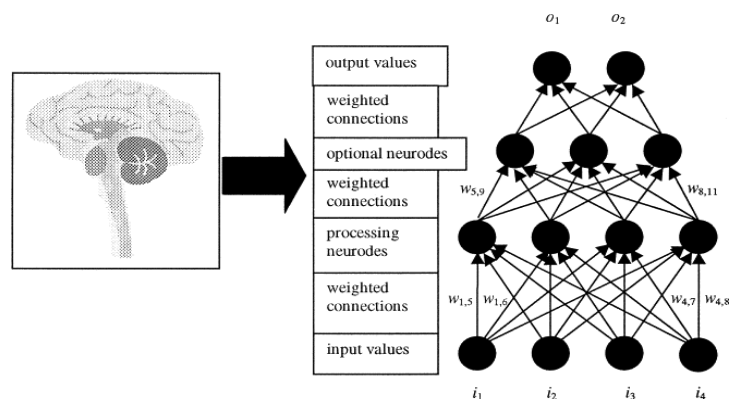 o1 o2
output values
weighted
connections
optional neurodes
weighted
connections
w5,9 w8,11
processing
neurodes
weighted
connections
w1,5 w1,6 w4,7 w4,8
input values
i1 i2 i3 i4